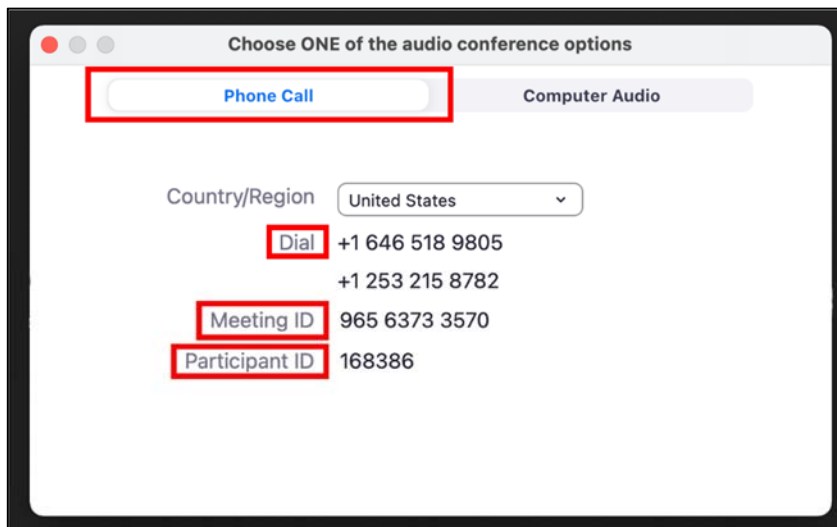 Choose ONE of the audio conference options
Phone Call Computer Audio
Country/Region United States
Dial +1 646 518 9805
+1 253 215 8782
Meeting ID 965 6373 3570
Participant ID 168386